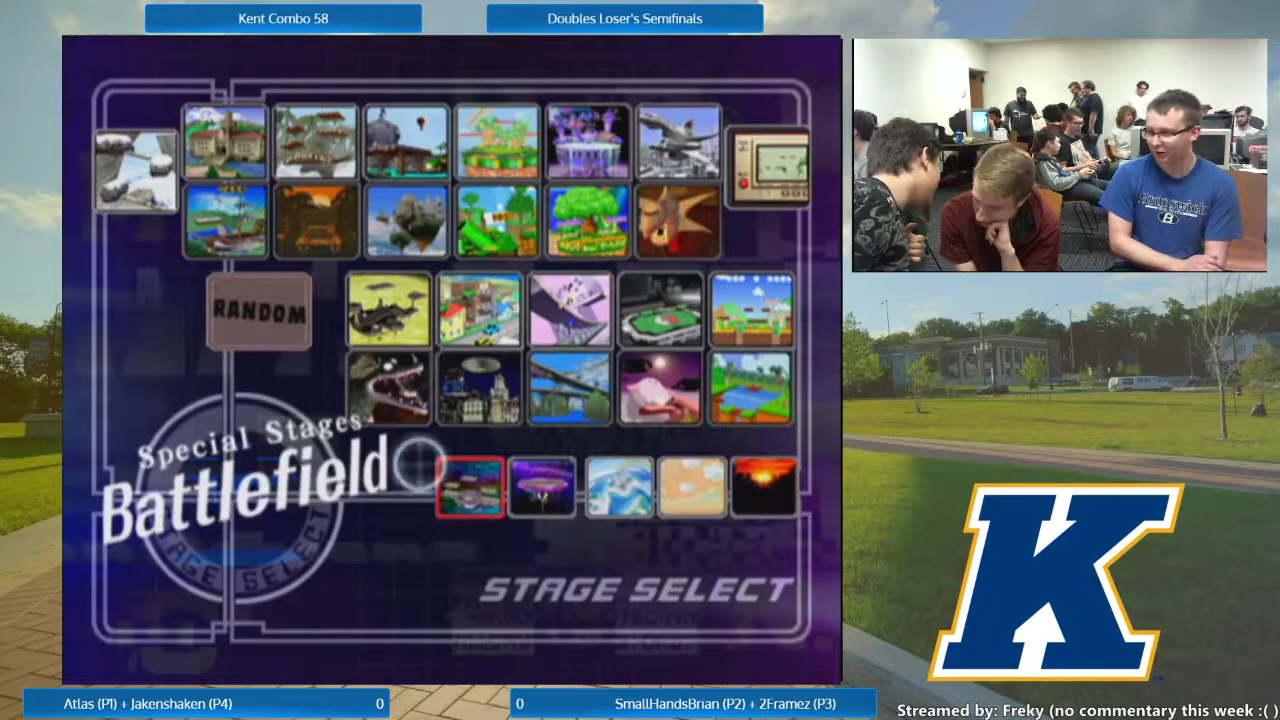 Kent Combo 58
Doubles Loser's Semifinals
RANDOM
Special Stages
Battlefield
STAGE SELECT
Brunswick
B
K
Atlas (P1) + Jakenshaken (P4) 0
0 SmallHandsBrian (P2) + 2Framez (P3)
Streamed by: Freky (no commentary this week :( )